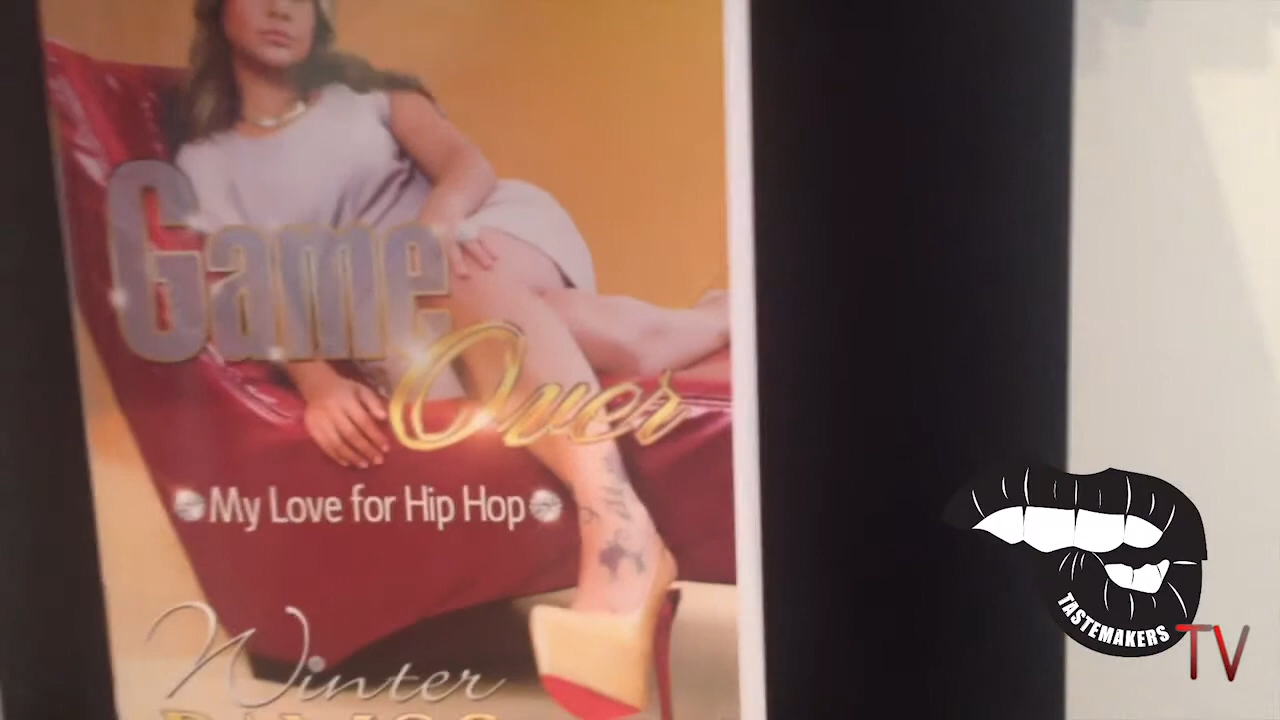 Game
Over
My Love for Hip Hop
Winter
TASTEMAKERS
TV